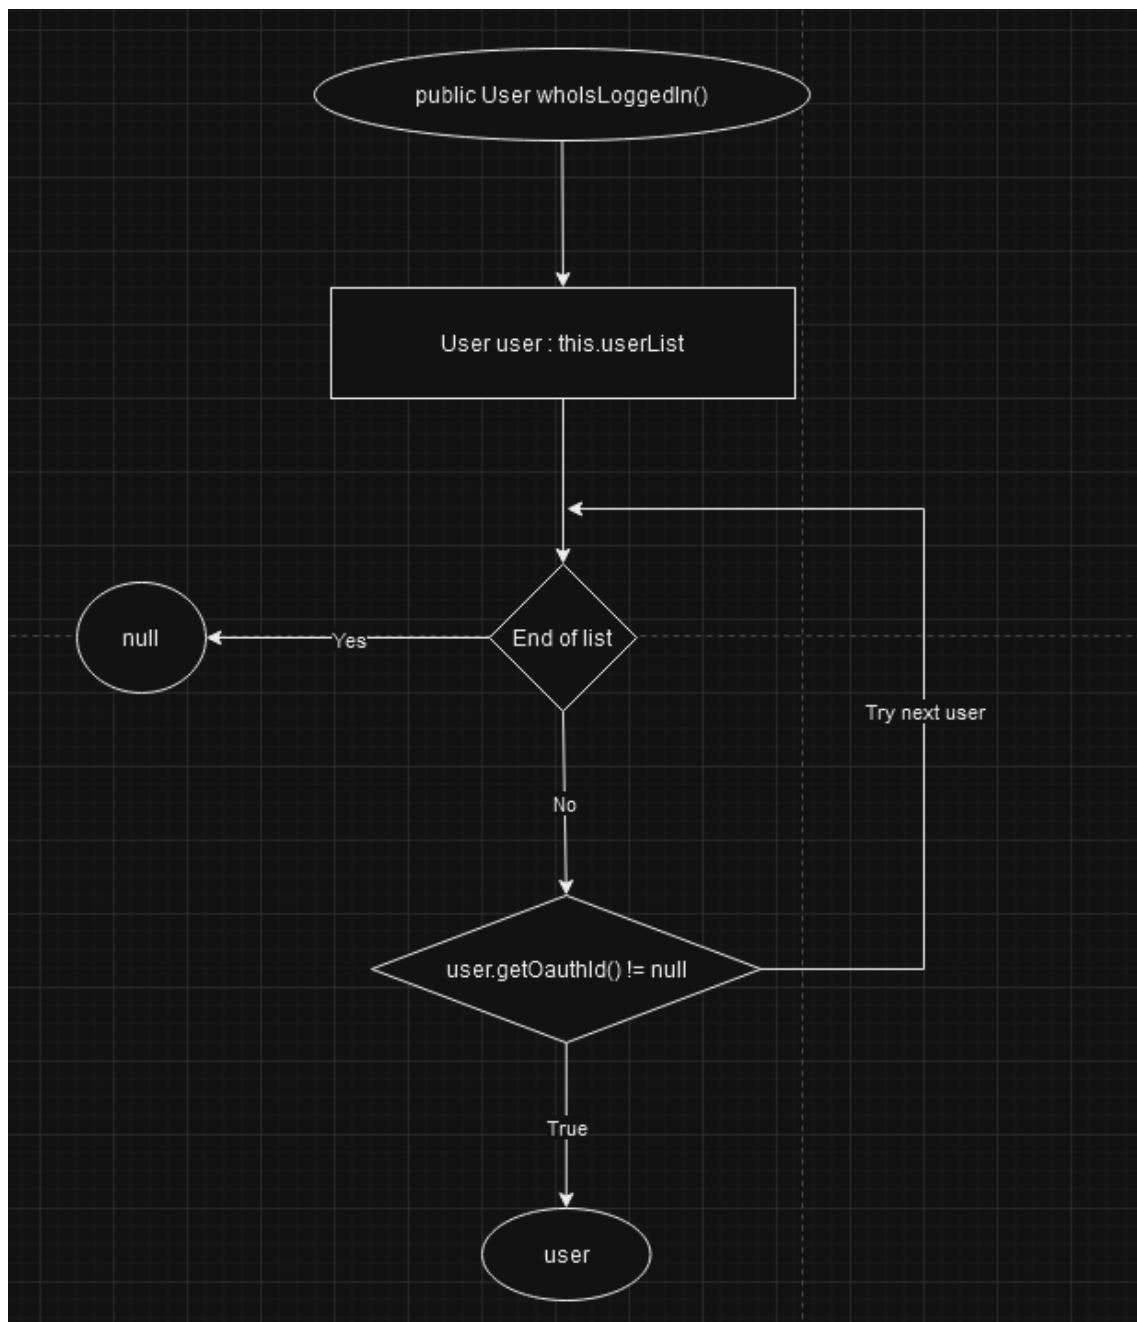 public User whoIsLoggedIn()
User user : this.userList
null
Yes
End of list
Try next user
No
user.getOauthId() != null
True
user